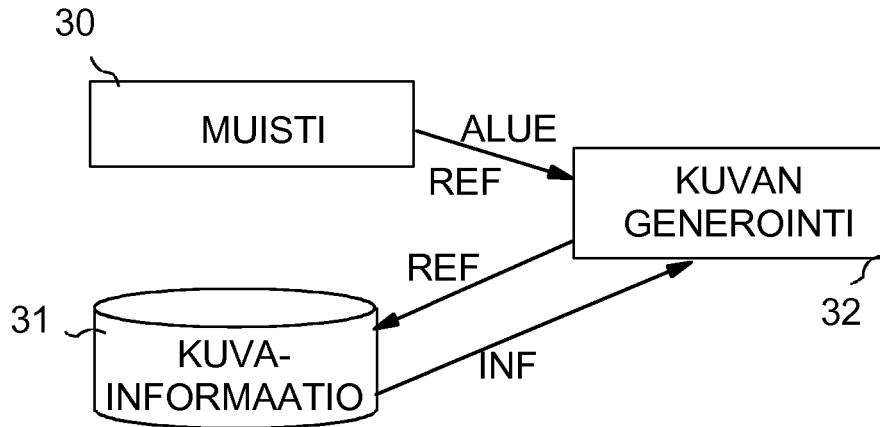 30
MUISTI
ALUE
REF
KUVAN
GENEROINTI
32
REF
31
KUVA-
INFORMAATIO
INF